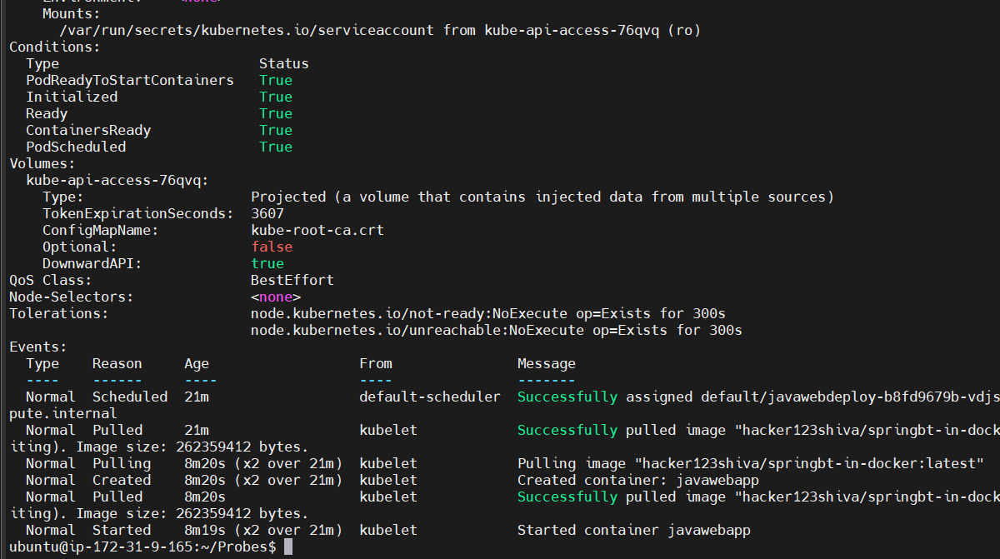 Environment:    <none>
    Mounts:
      /var/run/secrets/kubernetes.io/serviceaccount from kube-api-access-76qvq (ro)
Conditions:
  Type                        Status
  PodReadyToStartContainers   True
  Initialized                 True
  Ready                       True
  ContainersReady             True
  PodScheduled                True
Volumes:
  kube-api-access-76qvq:
    Type:                    Projected (a volume that contains injected data from multiple sources)
    TokenExpirationSeconds:  3607
    ConfigMapName:           kube-root-ca.crt
    Optional:                false
    DownwardAPI:             true
QoS Class:                   BestEffort
Node-Selectors:              <none>
Tolerations:                 node.kubernetes.io/not-ready:NoExecute op=Exists for 300s
                             node.kubernetes.io/unreachable:NoExecute op=Exists for 300s
Events:
  Type    Reason     Age                  From               Message
  ----    ------     ----                 ----               -------
  Normal  Scheduled  21m                  default-scheduler  Successfully assigned default/javawebdeploy-b8fd9679b-vdjs
pute.internal
  Normal  Pulled     21m                  kubelet            Successfully pulled image "hacker123shiva/springbt-in-dock
iting). Image size: 262359412 bytes.
  Normal  Pulling    8m20s (x2 over 21m)  kubelet            Pulling image "hacker123shiva/springbt-in-docker:latest"
  Normal  Created    8m20s (x2 over 21m)  kubelet            Created container: javawebapp
  Normal  Pulled     8m20s                kubelet            Successfully pulled image "hacker123shiva/springbt-in-dock
iting). Image size: 262359412 bytes.
  Normal  Started    8m19s (x2 over 21m)  kubelet            Started container javawebapp
ubuntu@ip-172-31-9-165:~/Probes$